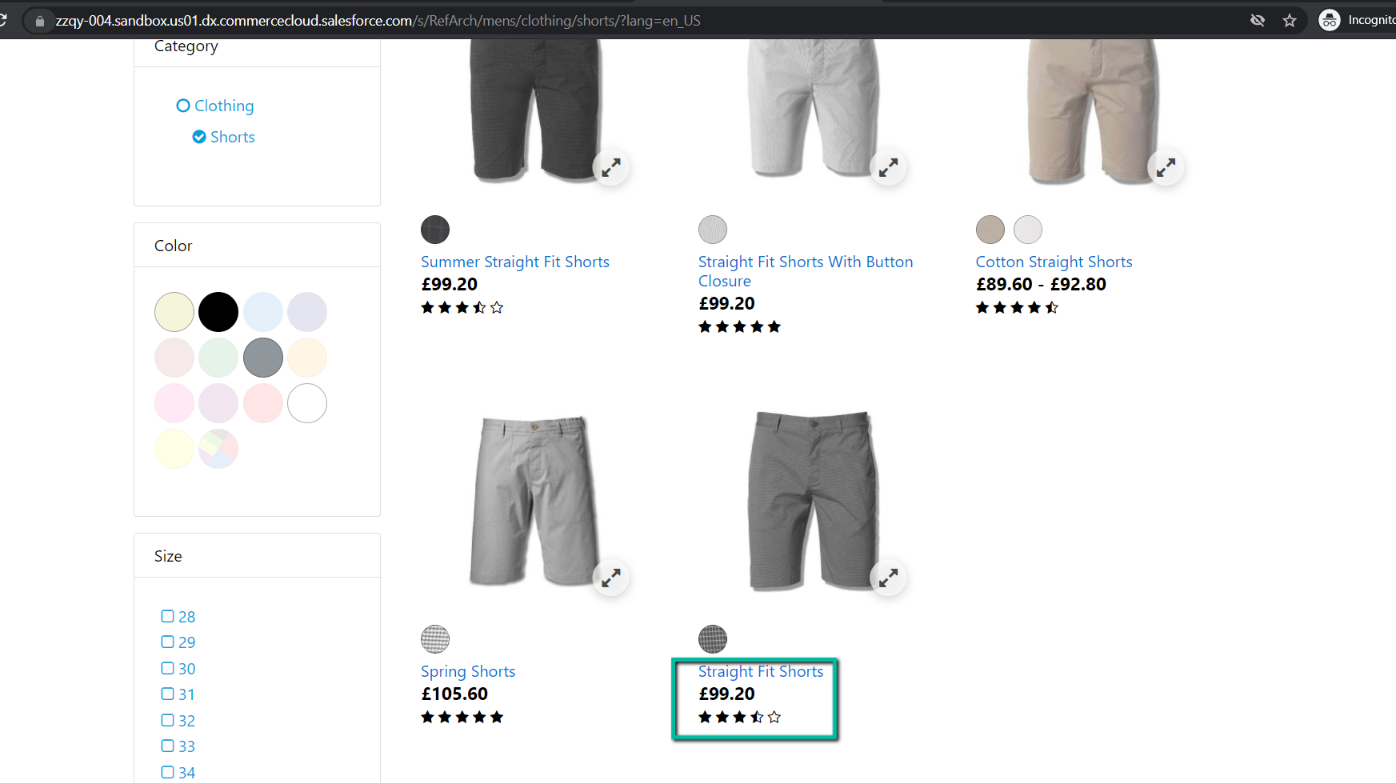 zzqy-004.sandbox.us01.dx.commercecloud.salesforce.com/s/RefArch/mens/clothing/shorts/?lang=en_US
Incognito
Category
Clothing
Shorts
Color
Size
28
29
30
31
32
33
34
Summer Straight Fit Shorts
£99.20
Straight Fit Shorts With Button
Closure
£99.20
Cotton Straight Shorts
£89.60 - £92.80
Spring Shorts
£105.60
Straight Fit Shorts
£99.20